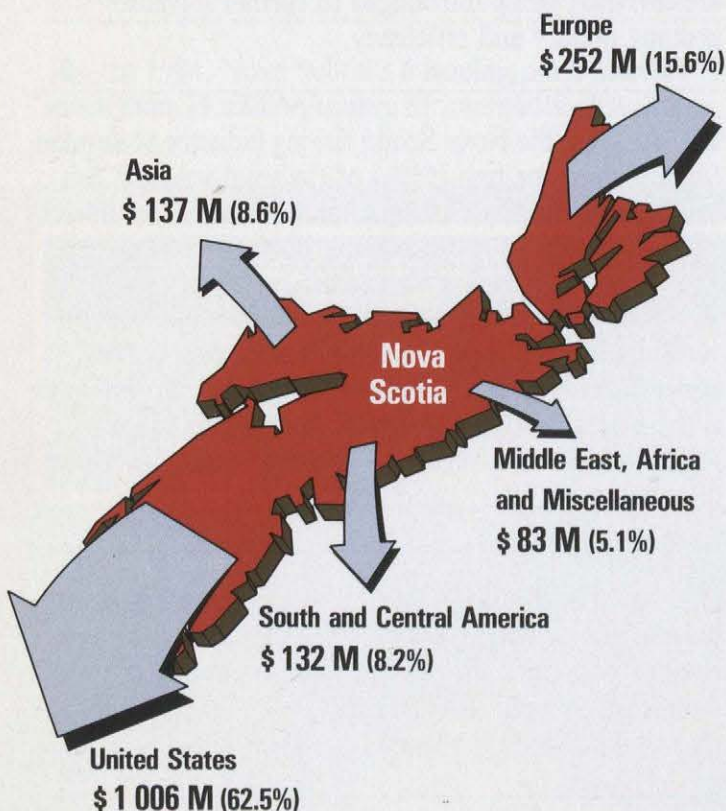 Europe
$ 252 M (15.6%)
Asia
$ 137 M (8.6%)
Nova
Scotia
Middle East, Africa
and Miscellaneous
$ 83 M (5.1%)
South and Central America
$ 132 M (8.2%)
United States
$ 1 006 M (62.5%)